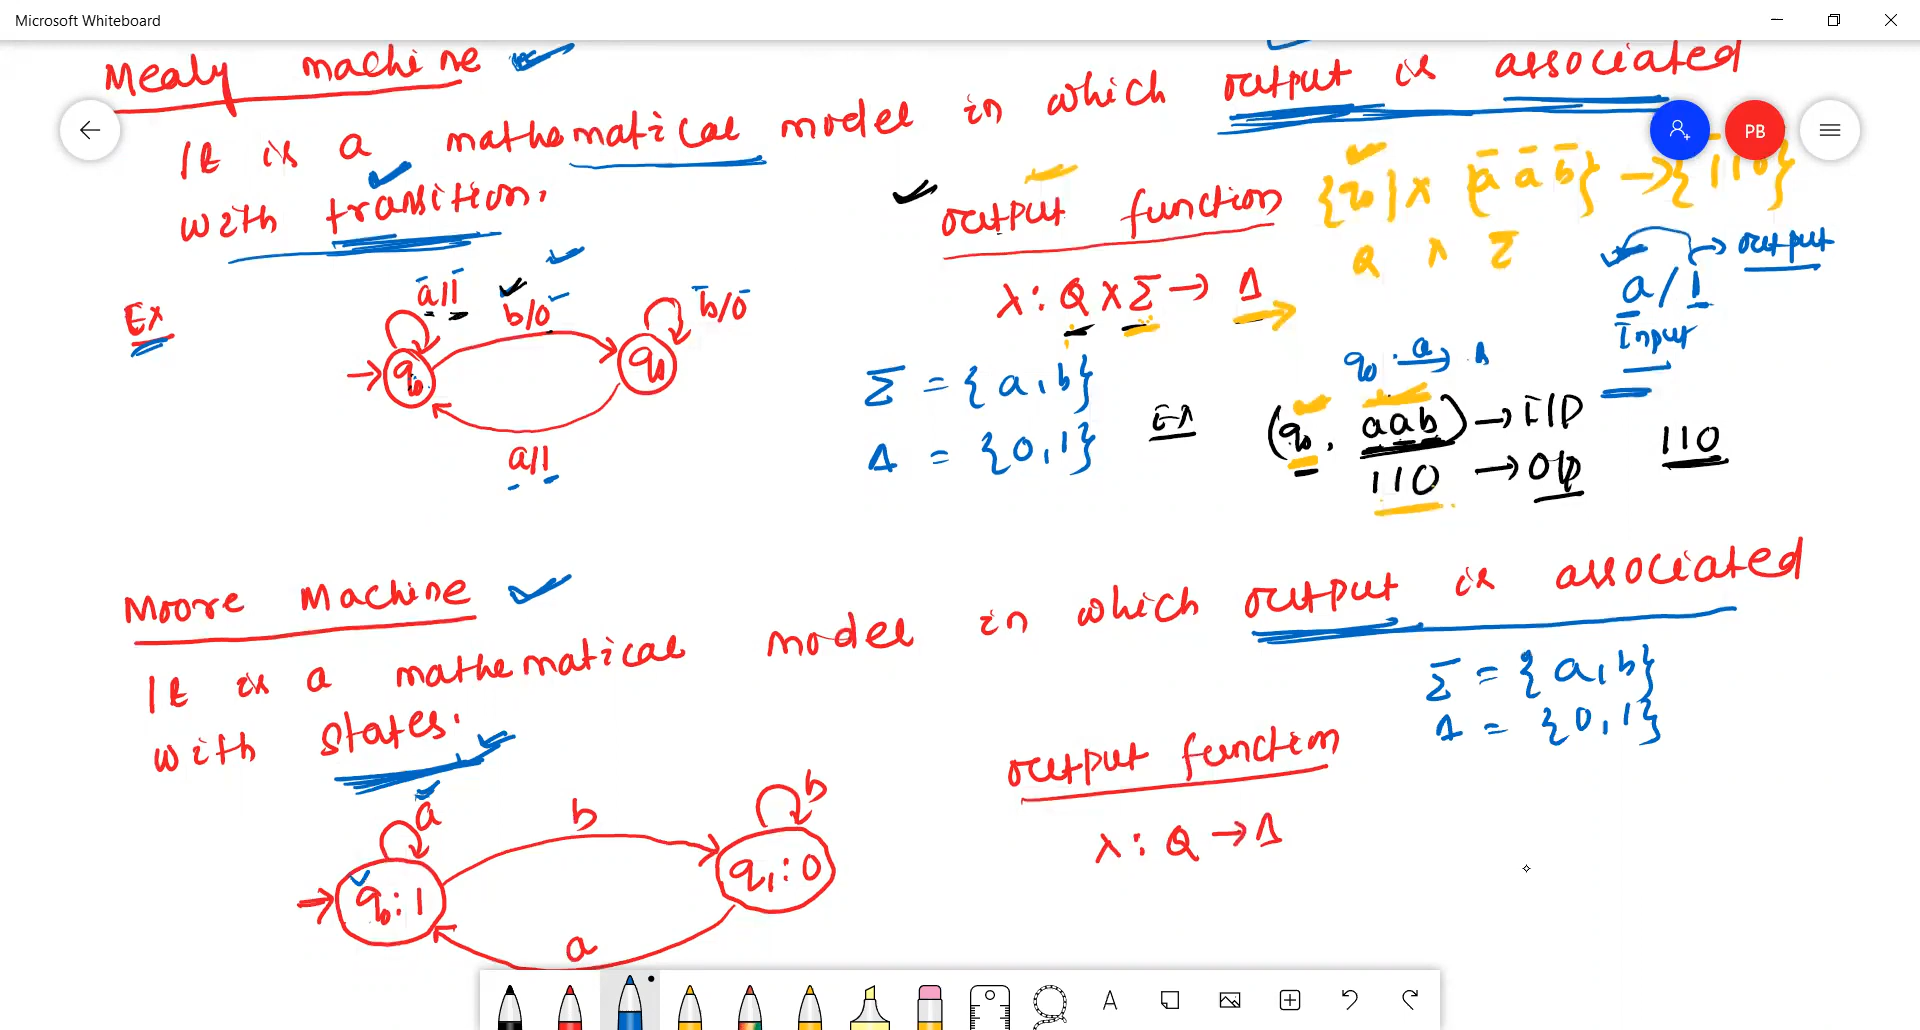 Microsoft Whiteboard
Mealy machine
It is a mathematical model in which output is associated
with transition.
PB
output function
{q0} x {a a b} → {110}
Q x Σ
λ: Q x Σ → Δ
a/1 → output
Input
Ex
a/1
b/0
b/0
q0
q1
a/1
Σ = {a,b}
Δ = {0,1}
q0 . a → 1
Ex
(q0, aab) → I/P
110 → O/P
110
Moore Machine
It is a mathematical model in which output is associated
with states.
Σ = {a,b}
Δ = {0,1}
output function
λ: Q → Δ
a
b
b
q0:1
q1:0
a
A